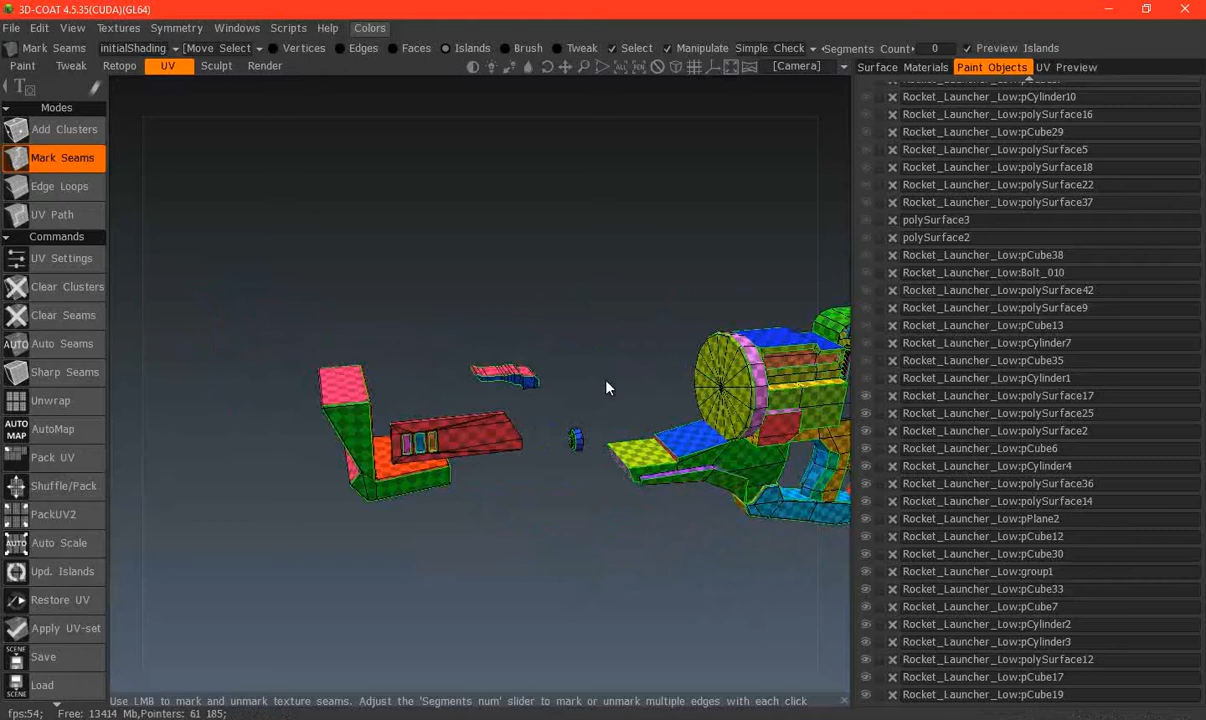 3D-COAT 4.5.35(CUDA)(GL64)
File Edit Textures Symmetry Windows Scripts Help Colors
Mark Seams initialShading [Move Select Vertices Edges Faces Islands Brush Tweak Select Manipulate Simple Check Segments Count 0 Preview Islands
Paint Tweak Retopo UV Sculpt Render [Camera] Surface Materials Paint Objects UV Preview
Modes
Add Clusters
Mark Seams
Edge Loops
UV Path
Commands
UV Settings
Clear Clusters
Clear Seams
AUTO Auto Seams
Sharp Seams
Unwrap
AUTO MAP AutoMap
Pack UV
Shuffle/Pack
PackUV2
AUTO Auto Scale
Upd. Islands
Restore UV
Apply UV-set
SCENE Save
SCENE Load
Rocket_Launcher_Low:pCylinder10
Rocket_Launcher_Low:polySurface16
Rocket_Launcher_Low:pCube29
Rocket_Launcher_Low:polySurface5
Rocket_Launcher_Low:polySurface18
Rocket_Launcher_Low:polySurface22
Rocket_Launcher_Low:polySurface37
polySurface3
polySurface2
Rocket_Launcher_Low:pCube38
Rocket_Launcher_Low:Bolt_010
Rocket_Launcher_Low:polySurface42
Rocket_Launcher_Low:polySurface9
Rocket_Launcher_Low:pCube13
Rocket_Launcher_Low:pCylinder7
Rocket_Launcher_Low:pCube35
Rocket_Launcher_Low:pCylinder1
Rocket_Launcher_Low:polySurface17
Rocket_Launcher_Low:polySurface25
Rocket_Launcher_Low:polySurface2
Rocket_Launcher_Low:pCube6
Rocket_Launcher_Low:pCylinder4
Rocket_Launcher_Low:polySurface36
Rocket_Launcher_Low:polySurface14
Rocket_Launcher_Low:pPlane2
Rocket_Launcher_Low:pCube12
Rocket_Launcher_Low:pCube30
Rocket_Launcher_Low:group1
Rocket_Launcher_Low:pCube33
Rocket_Launcher_Low:pCube7
Rocket_Launcher_Low:pCylinder2
Rocket_Launcher_Low:pCylinder3
Rocket_Launcher_Low:polySurface12
Rocket_Launcher_Low:pCube17
Rocket_Launcher_Low:pCube19
Use LMB to mark and unmark texture seams. Adjust the 'Segments num' slider to mark or unmark multiple edges with each click
fps:54; Free: 13414 Mb,Pointers: 61 185;